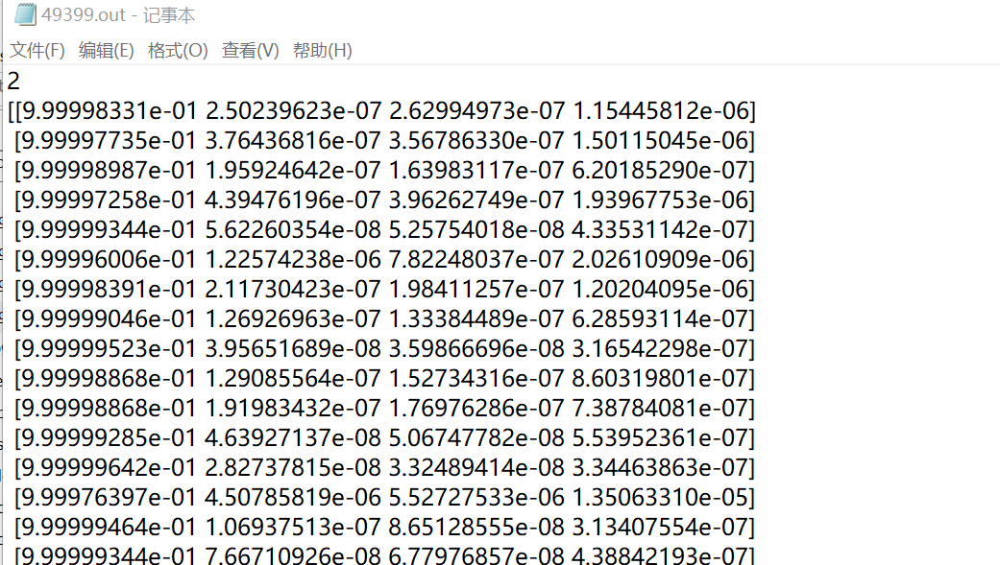 49399.out - 记事本
文件(F) 编辑(E) 格式(O) 查看(V) 帮助(H)
2
[[9.99998331e-01 2.50239623e-07 2.62994973e-07 1.15445812e-06]
[9.99997735e-01 3.76436816e-07 3.56786330e-07 1.50115045e-06]
[9.99998987e-01 1.95924642e-07 1.63983117e-07 6.20185290e-07]
[9.99997258e-01 4.39476196e-07 3.96262749e-07 1.93967753e-06]
[9.99999344e-01 5.62260354e-08 5.25754018e-08 4.33531142e-07]
[9.99996006e-01 1.22574238e-06 7.82248037e-07 2.02610909e-06]
[9.99998391e-01 2.11730423e-07 1.98411257e-07 1.20204095e-06]
[9.99999046e-01 1.26926963e-07 1.33384489e-07 6.28593114e-07]
[9.99999523e-01 3.95651689e-08 3.59866696e-08 3.16542298e-07]
[9.99998868e-01 1.29085564e-07 1.52734316e-07 8.60319801e-07]
[9.99998868e-01 1.91983432e-07 1.76976286e-07 7.38784081e-07]
[9.99999285e-01 4.63927137e-08 5.06747782e-08 5.53952361e-07]
[9.99999642e-01 2.82737815e-08 3.32489414e-08 3.34463863e-07]
[9.99976397e-01 4.50785819e-06 5.52727533e-06 1.35063310e-05]
[9.99999464e-01 1.06937513e-07 8.65128555e-08 3.13407554e-07]
[9.99999344e-01 7.66710926e-08 6.77976857e-08 4.38842193e-07]